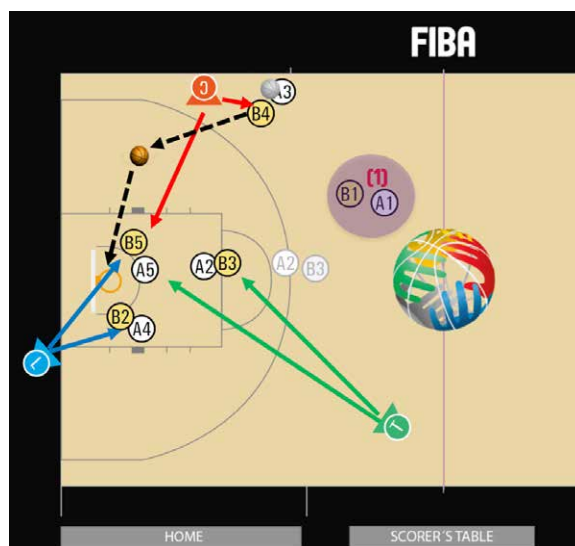 FIBA
C
A3
B4
(1)
B1
A1
B5
A5
A2
B3
A2
B3
B2
A4
L
T
HOME
SCORER'S TABLE